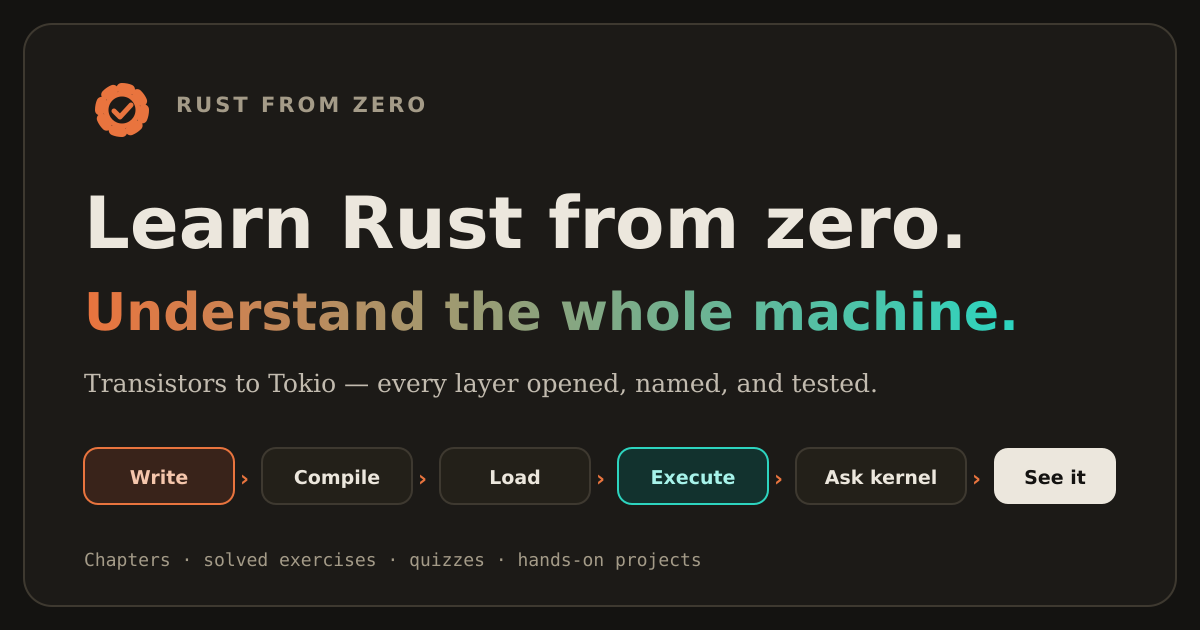 RUST FROM ZERO
Learn Rust from zero.
Understand the whole machine.
Transistors to Tokio — every layer opened, named, and tested.
Write › Compile › Load › Execute › Ask kernel › See it
Chapters · solved exercises · quizzes · hands-on projects